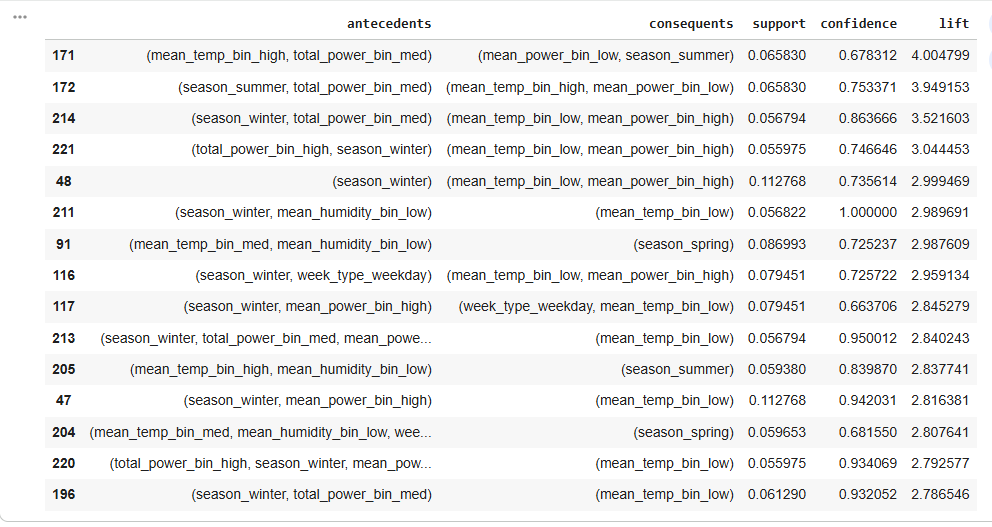 antecedents consequents support confidence lift
171 (mean_temp_bin_high, total_power_bin_med) (mean_power_bin_low, season_summer) 0.065830 0.678312 4.004799
172 (season_summer, total_power_bin_med) (mean_temp_bin_high, mean_power_bin_low) 0.065830 0.753371 3.949153
214 (season_winter, total_power_bin_med) (mean_temp_bin_low, mean_power_bin_high) 0.056794 0.863666 3.521603
221 (total_power_bin_high, season_winter) (mean_temp_bin_low, mean_power_bin_high) 0.055975 0.746646 3.044453
48 (season_winter) (mean_temp_bin_low, mean_power_bin_high) 0.112768 0.735614 2.999469
211 (season_winter, mean_humidity_bin_low) (mean_temp_bin_low) 0.056822 1.000000 2.989691
91 (mean_temp_bin_med, mean_humidity_bin_low) (season_spring) 0.086993 0.725237 2.987609
116 (season_winter, week_type_weekday) (mean_temp_bin_low, mean_power_bin_high) 0.079451 0.725722 2.959134
117 (season_winter, mean_power_bin_high) (week_type_weekday, mean_temp_bin_low) 0.079451 0.663706 2.845279
213 (season_winter, total_power_bin_med, mean_powe... (mean_temp_bin_low) 0.056794 0.950012 2.840243
205 (mean_temp_bin_high, mean_humidity_bin_low) (season_summer) 0.059380 0.839870 2.837741
47 (season_winter, mean_power_bin_high) (mean_temp_bin_low) 0.112768 0.942031 2.816381
204 (mean_temp_bin_med, mean_humidity_bin_low, wee... (season_spring) 0.059653 0.681550 2.807641
220 (total_power_bin_high, season_winter, mean_pow... (mean_temp_bin_low) 0.055975 0.934069 2.792577
196 (season_winter, total_power_bin_med) (mean_temp_bin_low) 0.061290 0.932052 2.786546